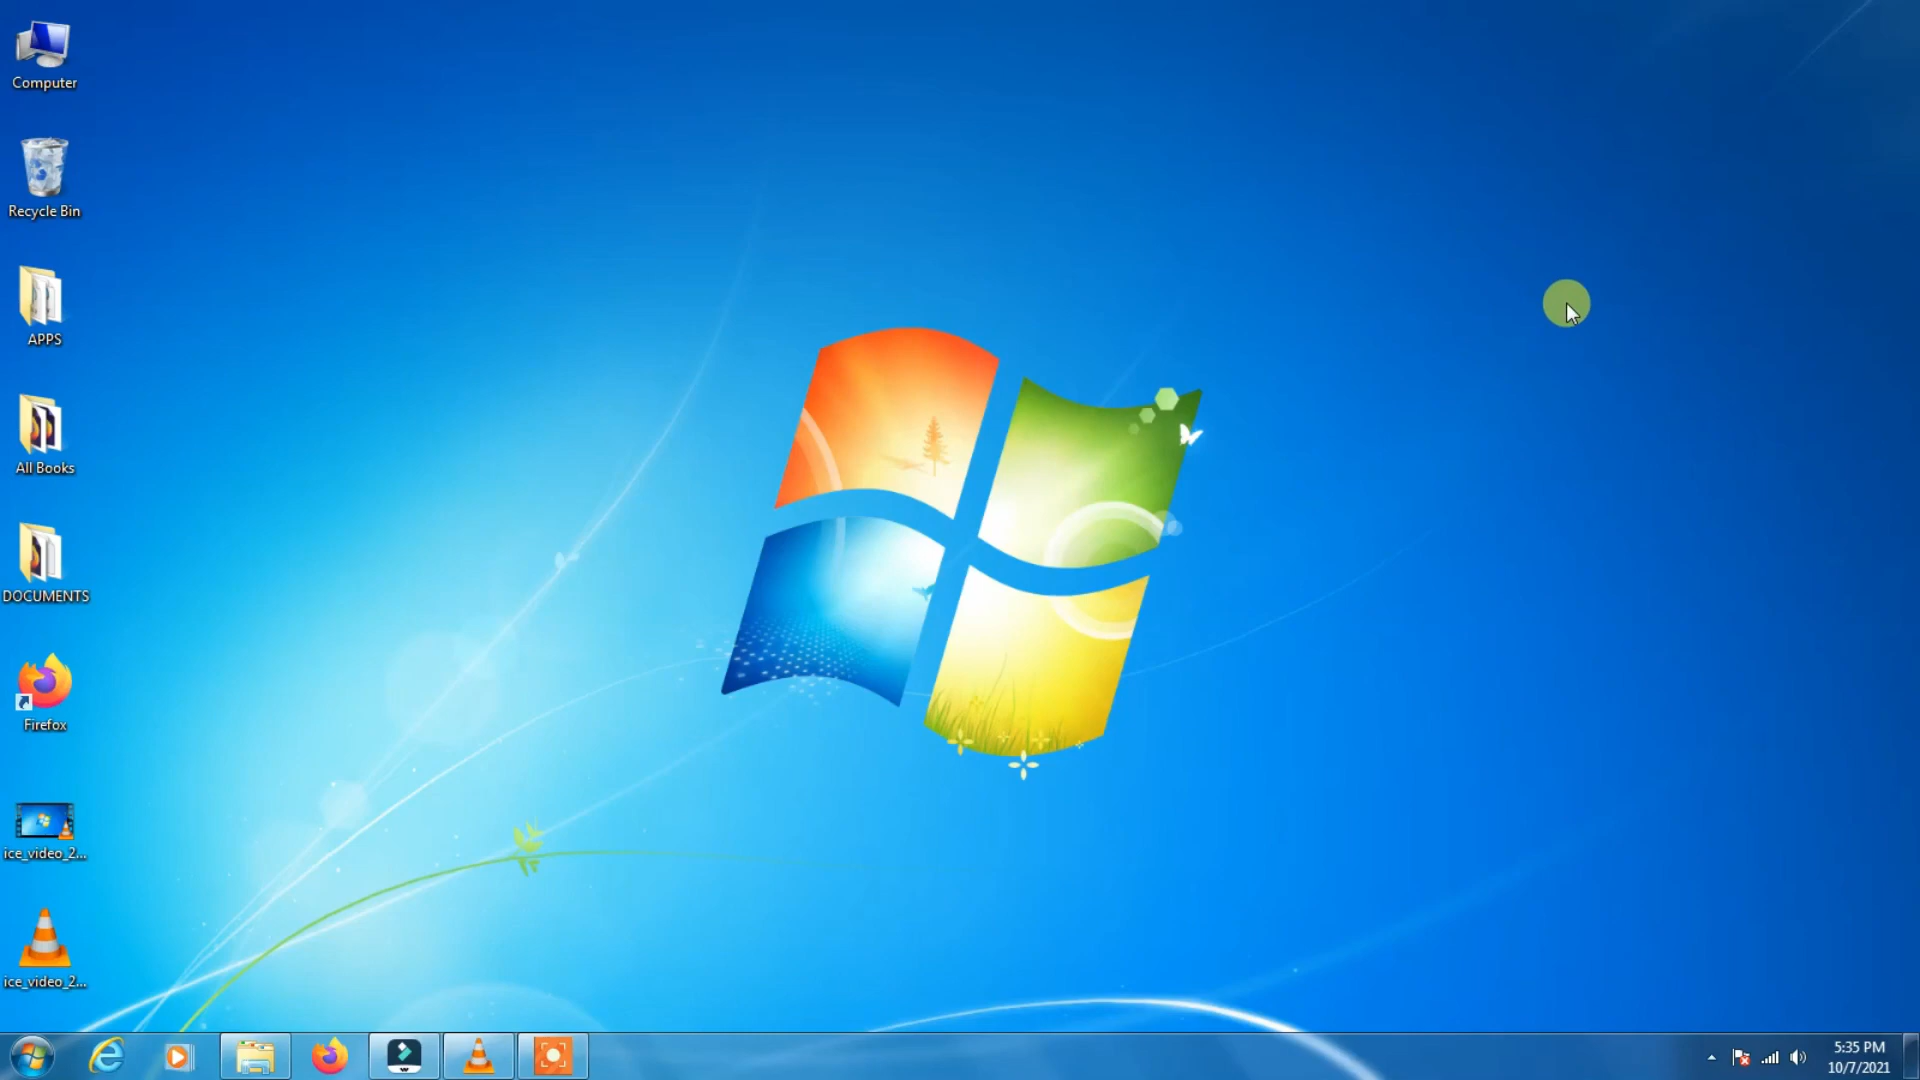 Computer
Recycle Bin
APPS
All Books
DOCUMENTS
Firefox
ice_video_2...
ice_video_2...
5:35 PM
10/7/2021